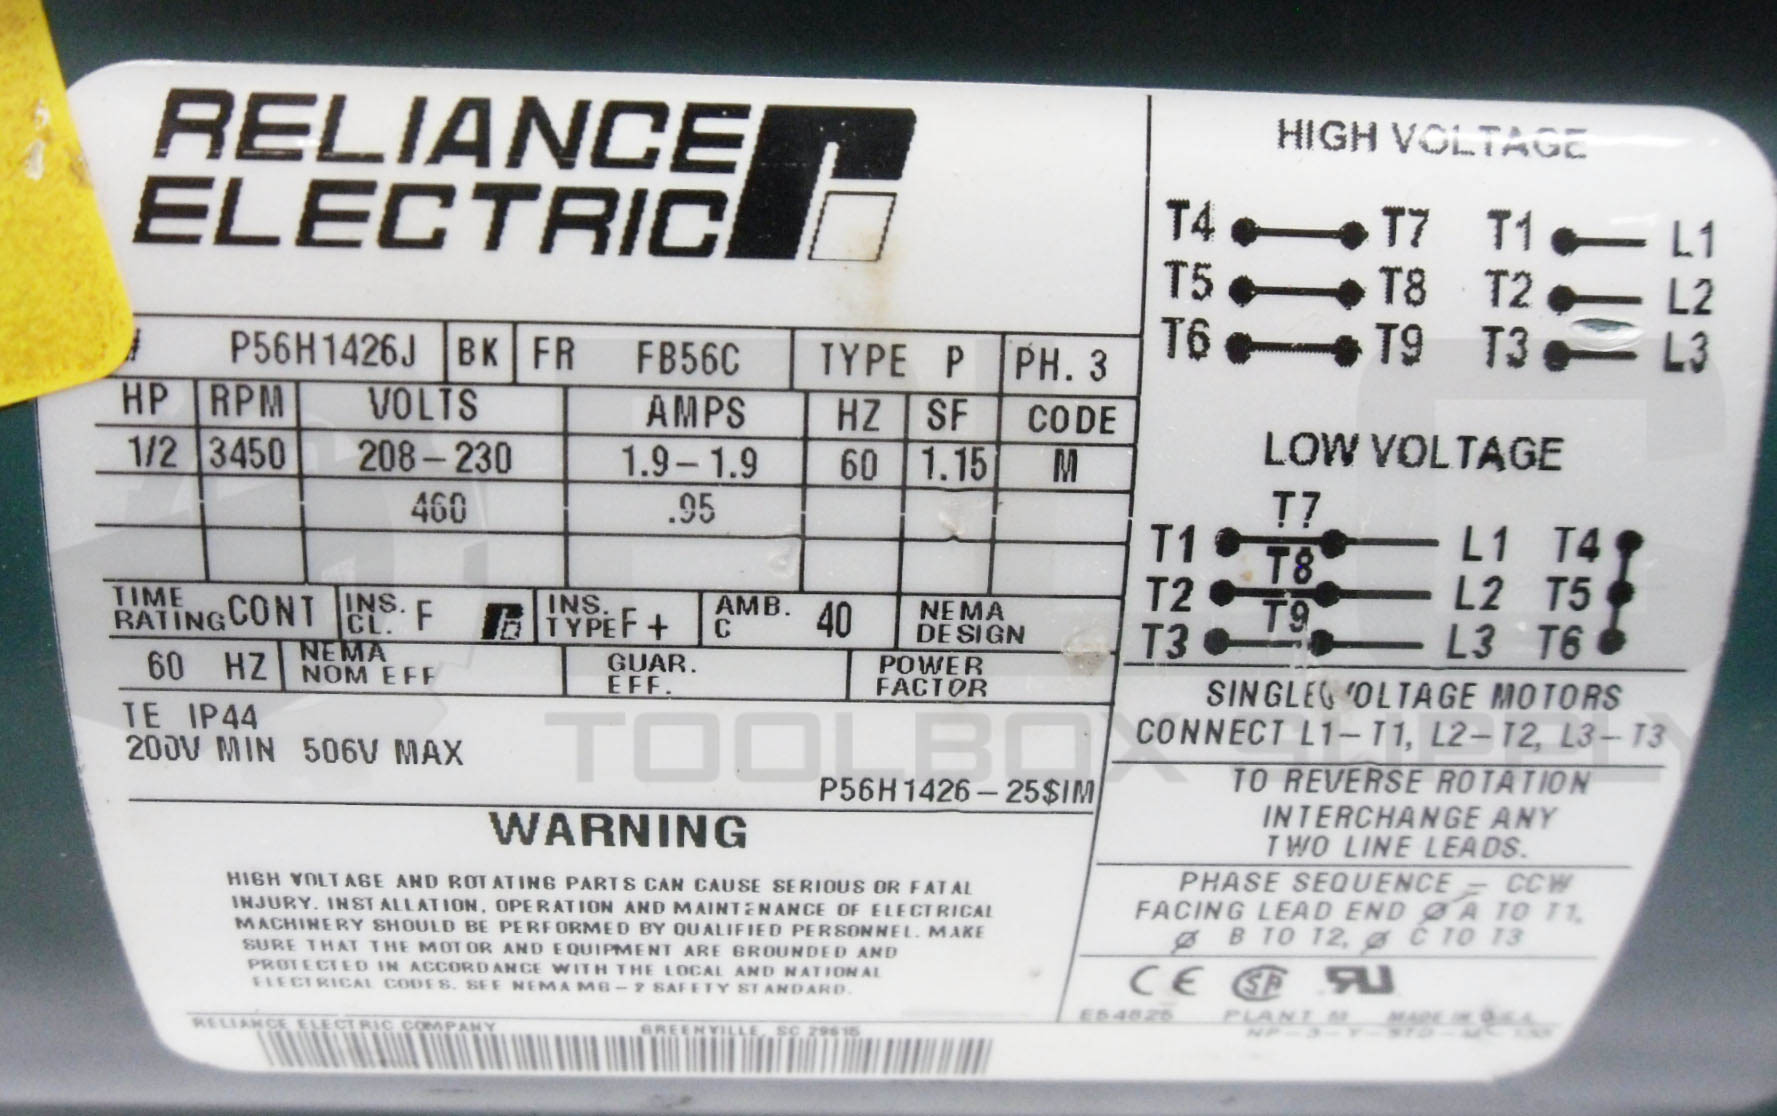 RELIANCE
ELECTRIC
P56H1426J BK FR FB56C TYPE P PH. 3
HP RPM VOLTS AMPS HZ SF CODE
1/2 3450 208-230 1.9-1.9 60 1.15 M
460 .95
TIME RATING CONT INS. CL. F INS. TYPE F+ AMB. C 40 NEMA DESIGN
60 HZ NEMA NOM EFF GUAR. EFF. POWER FACTOR
TE IP44
200V MIN 506V MAX
P56H1426-25$IM
WARNING
HIGH VOLTAGE AND ROTATING PARTS CAN CAUSE SERIOUS OR FATAL
INJURY. INSTALLATION, OPERATION AND MAINTENANCE OF ELECTRICAL
MACHINERY SHOULD BE PERFORMED BY QUALIFIED PERSONNEL. MAKE
SURE THAT THE MOTOR AND EQUIPMENT ARE GROUNDED AND
PROTECTED IN ACCORDANCE WITH THE LOCAL AND NATIONAL
ELECTRICAL CODES. SEE NEMA MG-2 SAFETY STANDARD.
RELIANCE ELECTRIC COMPANY GREENVILLE, SC 29615
HIGH VOLTAGE
T4 T7 T1 L1
T5 T8 T2 L2
T6 T9 T3 L3
LOW VOLTAGE
T7
T1 L1 T4
T8
T2 L2 T5
T9
T3 L3 T6
SINGLE VOLTAGE MOTORS
CONNECT L1-T1, L2-T2, L3-T3
TO REVERSE ROTATION
INTERCHANGE ANY
TWO LINE LEADS.
PHASE SEQUENCE - CCW
FACING LEAD END Ø A TO T1,
Ø B TO T2, Ø C TO T3
CE
E54825 PLANT M MADE IN U.S.A.
TOOLBOX SUPPLY